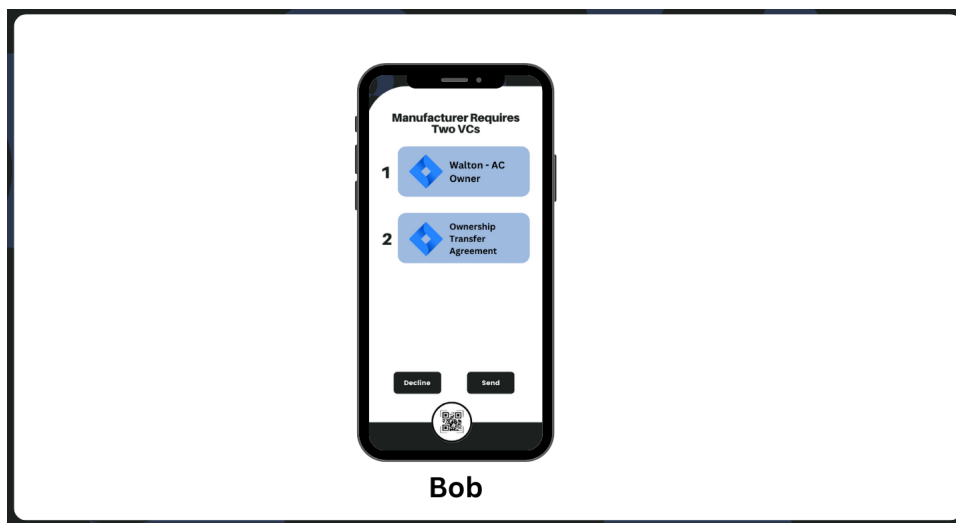 Manufacturer Requires
Two VCs
1
Walton - AC
Owner
2
Ownership
Transfer
Agreement
Decline
Send
Bob